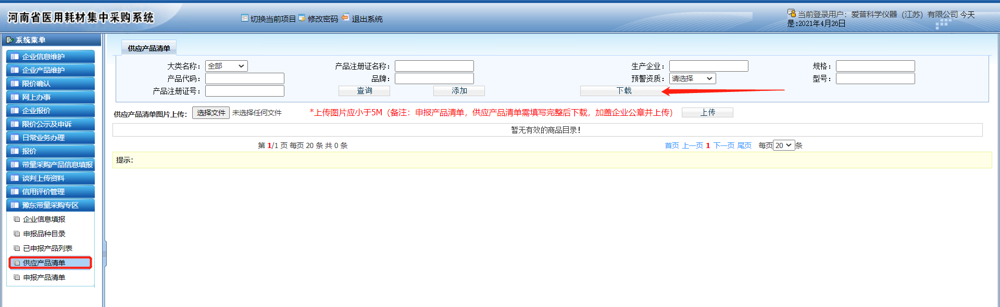 河南省医用耗材集中采购系统
切换当前项目 修改密码 退出系统
当前登录用户：爱普科学仪器（江苏）有限公司 今天
是:2021年4月26日
系统菜单
企业信息维护
企业产品维护
限价确认
网上办事
企业报价
限价公示及申诉
日常业务办理
报价
带量采购产品信息填报
谈判上传资料
信用评价管理
豫东带量采购专区
企业信息填报
申报品种目录
已申报产品列表
供应产品清单
申报产品清单
供应产品清单
大类名称： 全部 产品注册证名称： 生产企业： 规格：
产品代码： 品牌： 预警资质： 请选择 型号：
产品注册证号： 查询 添加 下载
供应产品清单图片上传： 选择文件 未选择任何文件 *上传图片应小于5M（备注：申报产品清单，供应产品清单需填写完整后下载，加盖企业公章并上传） 上传
暂无有效的商品目录！
第 1/1 页 每页 20 条 共 0 条 首页 上一页 1 下一页 尾页 每页 20 条
提示：